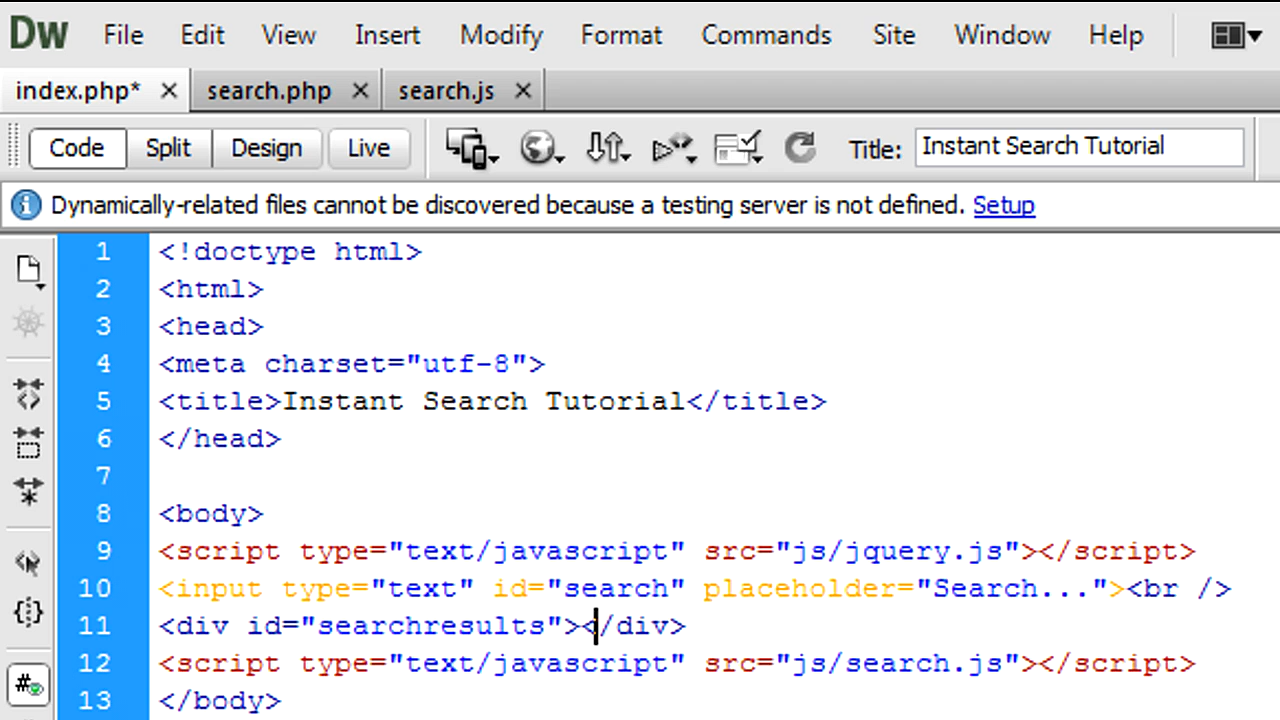 Dw File Edit View Insert Modify Format Commands Site Window Help
index.php* search.php search.js
Code Split Design Live Title: Instant Search Tutorial
Dynamically-related files cannot be discovered because a testing server is not defined. Setup
1 <!doctype html>
2 <html>
3 <head>
4 <meta charset="utf-8">
5 <title>Instant Search Tutorial</title>
6 </head>
7
8 <body>
9 <script type="text/javascript" src="js/jquery.js"></script>
10 <input type="text" id="search" placeholder="Search..."><br />
11 <div id="searchresults"></div>
12 <script type="text/javascript" src="js/search.js"></script>
13 </body>